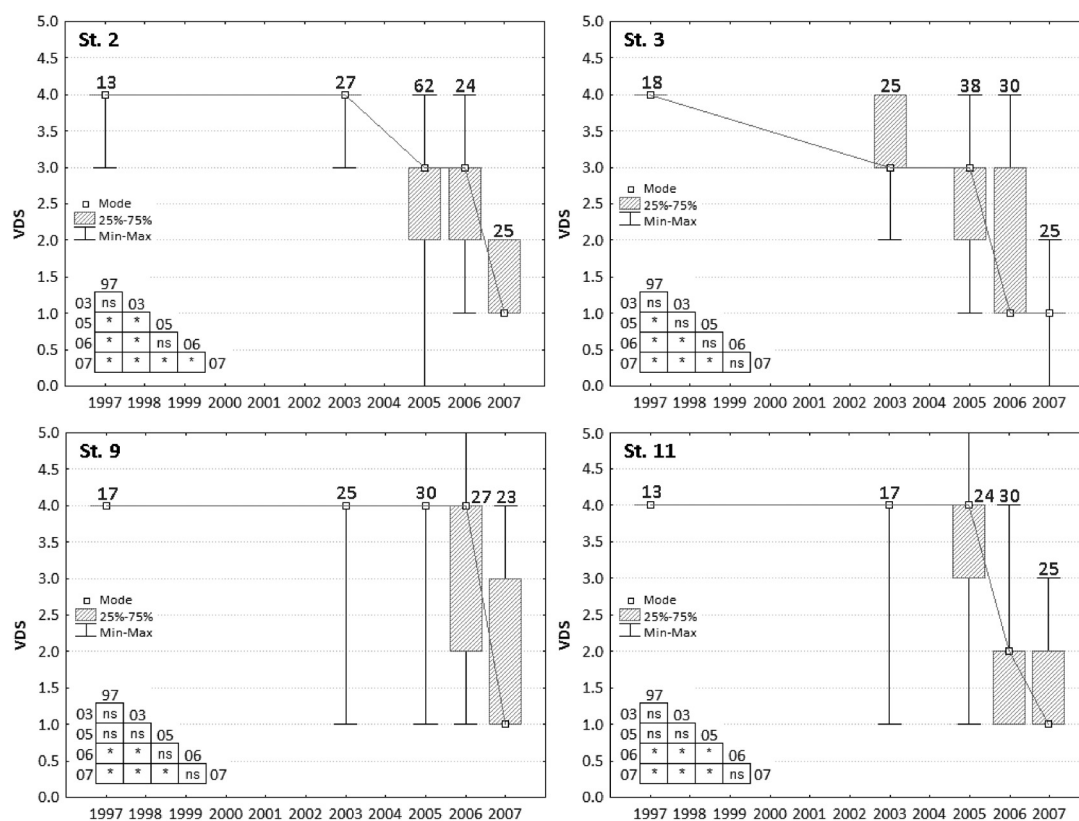 St. 2
5.0
4.5
4.0
3.5
3.0
2.5
2.0
1.5
1.0
0.5
0.0
VDS
13 27 62 24 25
Mode
25%-75%
Min-Max
97
03 ns 03
05 * * 05
06 * * ns 06
07 * * * * 07
1997 1998 1999 2000 2001 2002 2003 2004 2005 2006 2007
St. 3
5.0
4.5
4.0
3.5
3.0
2.5
2.0
1.5
1.0
0.5
0.0
VDS
18 25 38 30 25
Mode
25%-75%
Min-Max
97
03 ns 03
05 * ns 05
06 * * ns 06
07 * * * ns 07
1997 1998 1999 2000 2001 2002 2003 2004 2005 2006 2007
St. 9
5.0
4.5
4.0
3.5
3.0
2.5
2.0
1.5
1.0
0.5
0.0
VDS
17 25 30 27 23
Mode
25%-75%
Min-Max
97
03 ns 03
05 ns ns 05
06 * * ns 06
07 * * * ns 07
1997 1998 1999 2000 2001 2002 2003 2004 2005 2006 2007
St. 11
5.0
4.5
4.0
3.5
3.0
2.5
2.0
1.5
1.0
0.5
0.0
VDS
13 17 24 30 25
Mode
25%-75%
Min-Max
97
03 ns 03
05 ns ns 05
06 * * * 06
07 * * * ns 07
1997 1998 1999 2000 2001 2002 2003 2004 2005 2006 2007